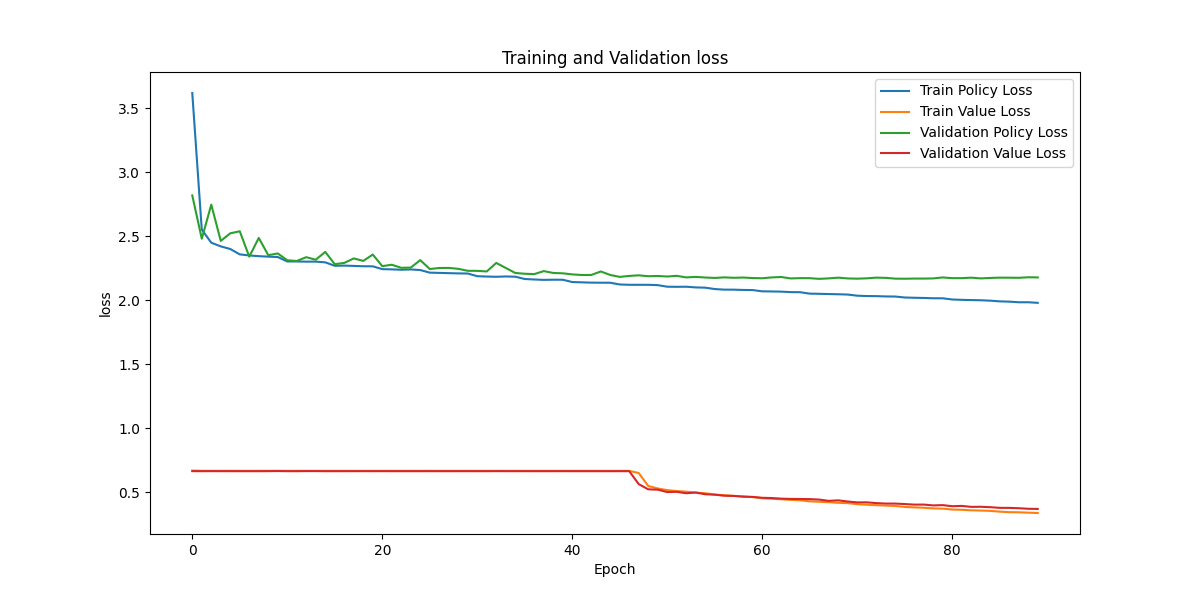 Training and Validation loss
Train Policy Loss
Train Value Loss
Validation Policy Loss
Validation Value Loss
3.5
3.0
2.5
2.0
1.5
1.0
0.5
loss
0 20 40 60 80
Epoch